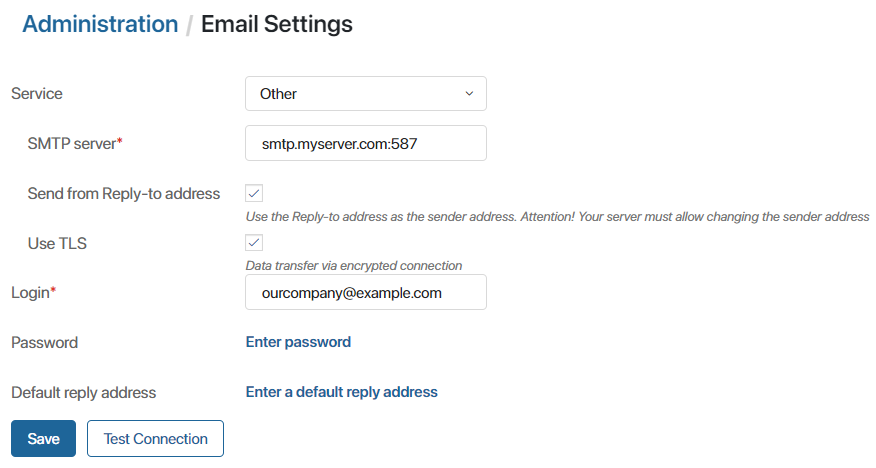 Administration / Email Settings
Service Other
SMTP server* smtp.myserver.com:587
Send from Reply-to address
Use the Reply-to address as the sender address. Attention! Your server must allow changing the sender address
Use TLS
Data transfer via encrypted connection
Login* ourcompany@example.com
Password Enter password
Default reply address Enter a default reply address
Save Test Connection